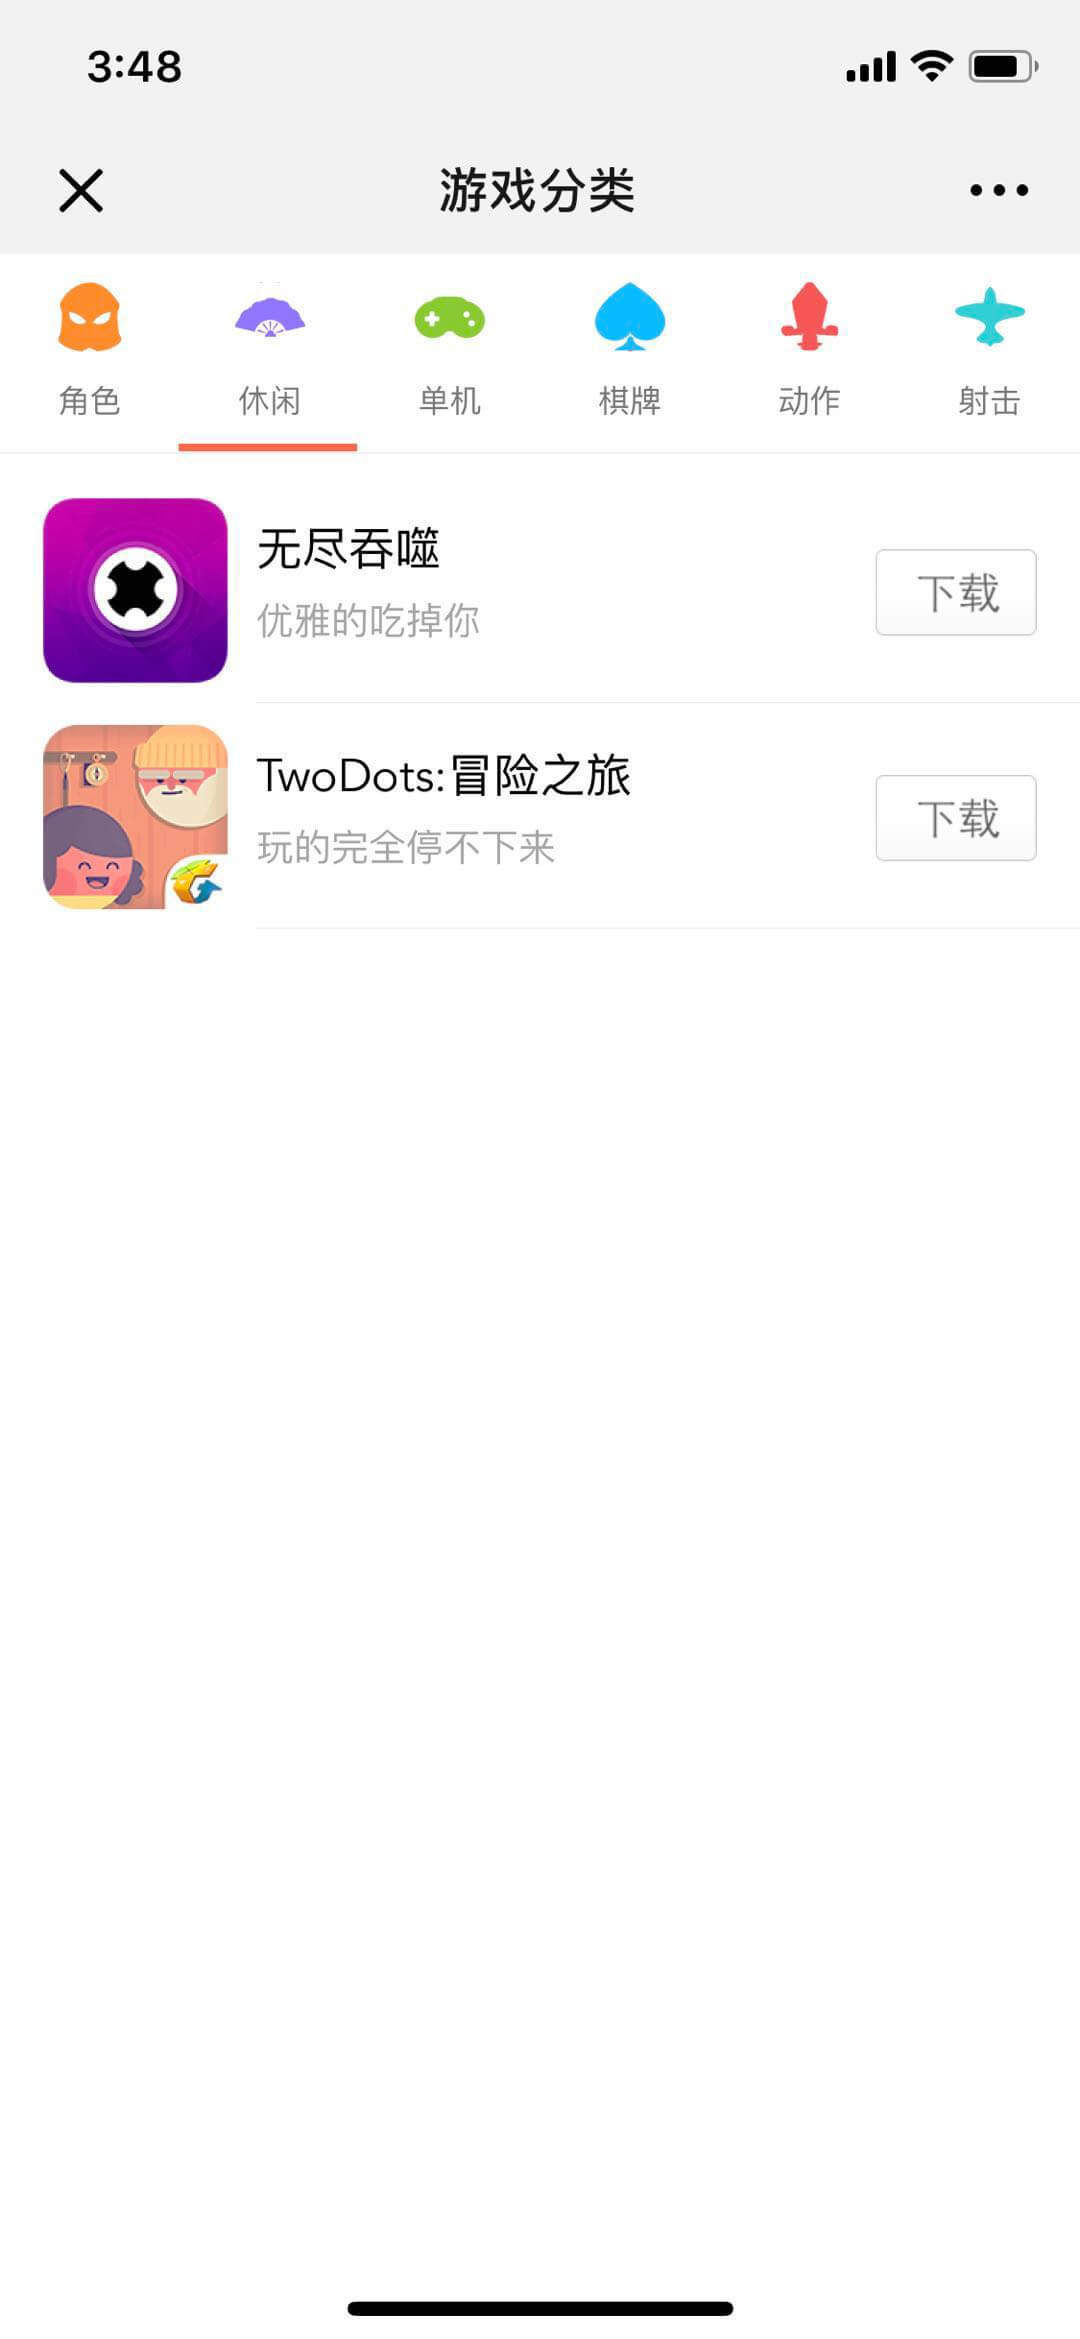 3:48
游戏分类
角色 休闲 单机 棋牌 动作 射击
无尽吞噬
优雅的吃掉你
下载
TwoDots:冒险之旅
玩的完全停不下来
下载